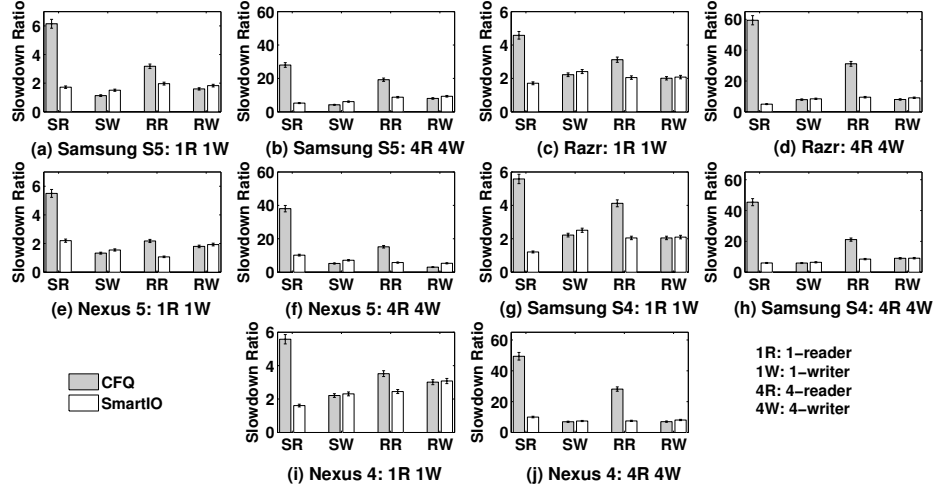 Slowdown Ratio
6
4
2
0
SR SW RR RW
(a) Samsung S5: 1R 1W
Slowdown Ratio
60
40
20
0
SR SW RR RW
(b) Samsung S5: 4R 4W
Slowdown Ratio
6
4
2
0
SR SW RR RW
(c) Razr: 1R 1W
Slowdown Ratio
60
40
20
0
SR SW RR RW
(d) Razr: 4R 4W
Slowdown Ratio
6
4
2
0
SR SW RR RW
(e) Nexus 5: 1R 1W
Slowdown Ratio
60
40
20
0
SR SW RR RW
(f) Nexus 5: 4R 4W
Slowdown Ratio
6
4
2
0
SR SW RR RW
(g) Samsung S4: 1R 1W
Slowdown Ratio
60
40
20
0
SR SW RR RW
(h) Samsung S4: 4R 4W
CFQ
SmartIO
Slowdown Ratio
6
4
2
0
SR SW RR RW
(i) Nexus 4: 1R 1W
Slowdown Ratio
60
40
20
0
SR SW RR RW
(j) Nexus 4: 4R 4W
1R: 1-reader
1W: 1-writer
4R: 4-reader
4W: 4-writer